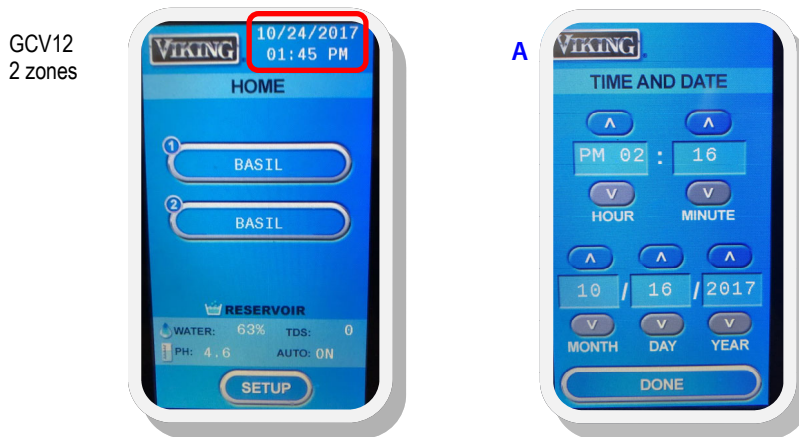 GCV12
2 zones
VIKING
10/24/2017
01:45 PM
HOME
1
BASIL
2
BASIL
RESERVOIR
WATER: 63% TDS: 0
PH: 4.6 AUTO: ON
SETUP
A
VIKING
TIME AND DATE
PM 02 : 16
HOUR MINUTE
10 / 16 / 2017
MONTH DAY YEAR
DONE